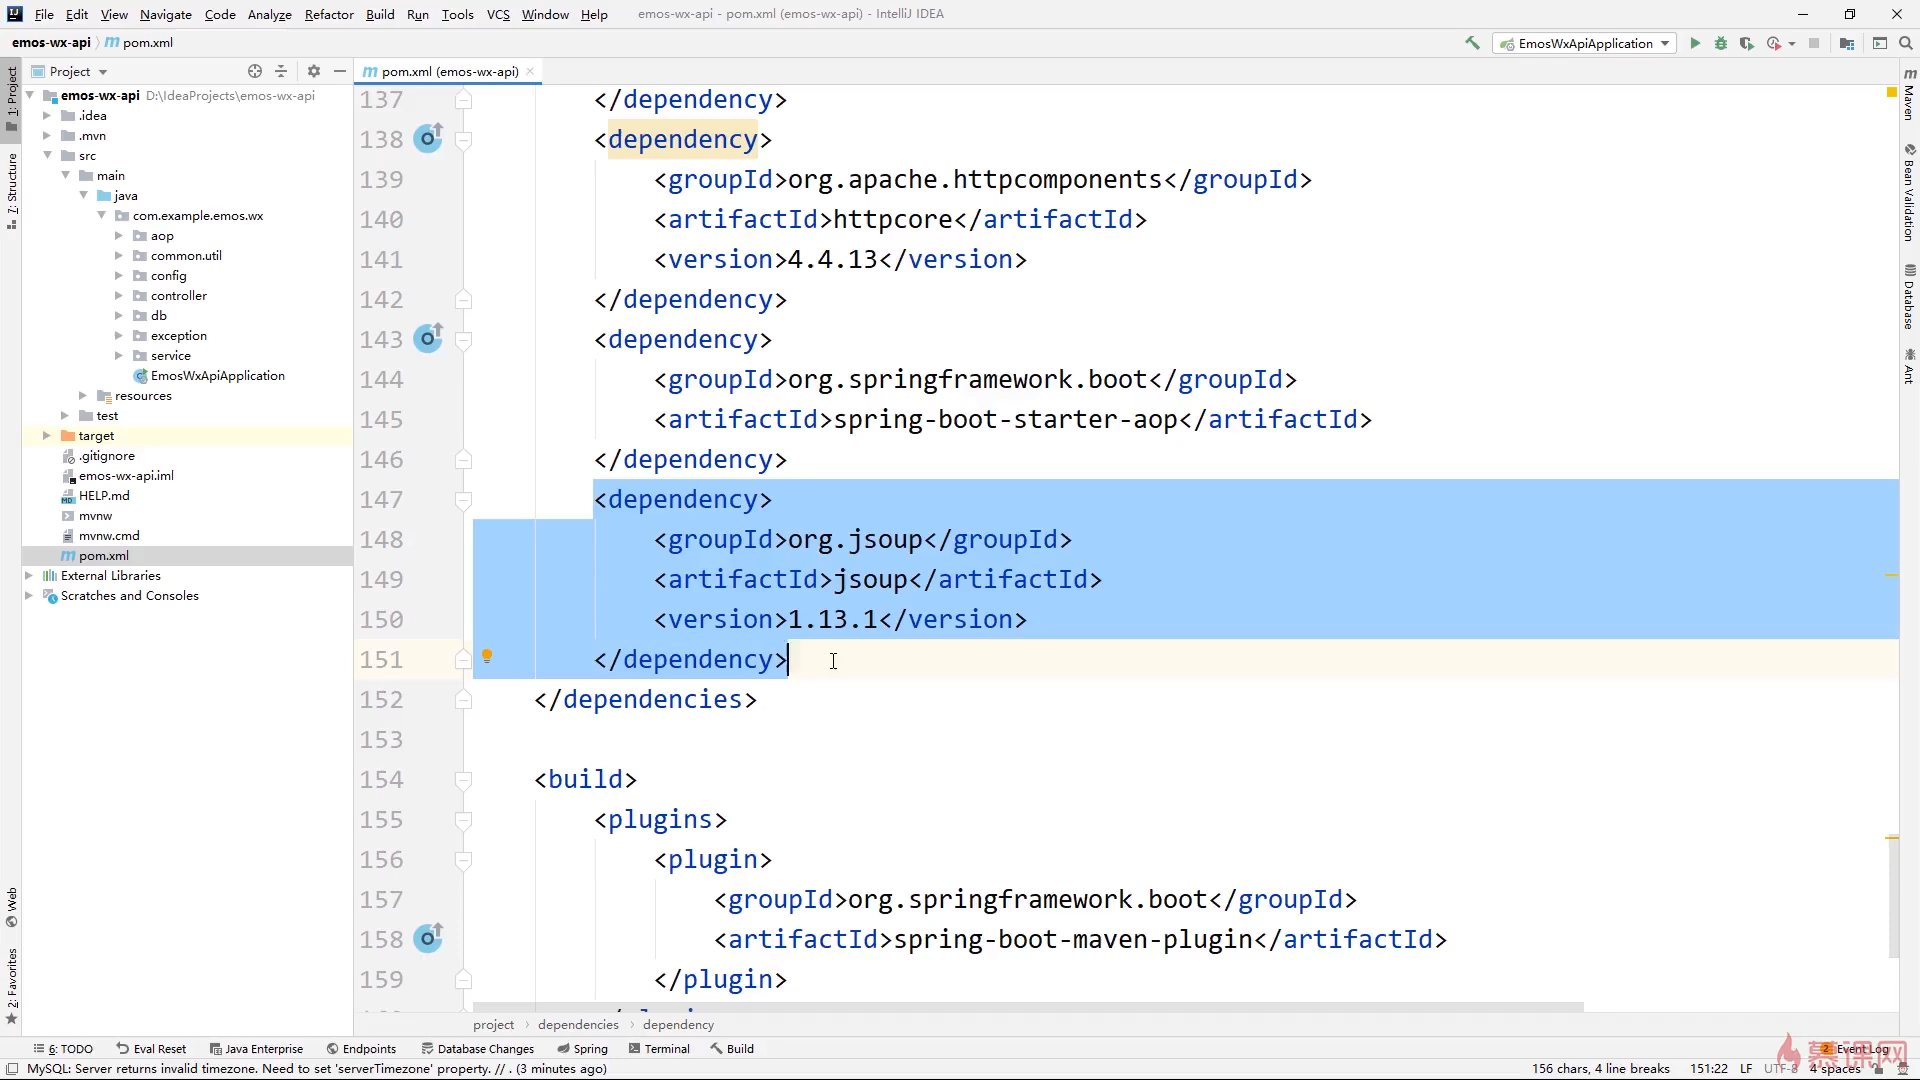 File Edit View Navigate Code Analyze Refactor Build Run Tools VCS Window Help emos-wx-api - pom.xml (emos-wx-api) - IntelliJ IDEA
emos-wx-api pom.xml EmosWxApiApplication
Project pom.xml (emos-wx-api)
emos-wx-api D:\IdeaProjects\emos-wx-api
.idea
.mvn
src
main
java
com.example.emos.wx
aop
common.util
config
controller
db
exception
service
EmosWxApiApplication
resources
test
target
.gitignore
emos-wx-api.iml
HELP.md
mvnw
mvnw.cmd
pom.xml
External Libraries
Scratches and Consoles
1: Project
7: Structure
Web
2: Favorites
137 </dependency>
138 <dependency>
139 <groupId>org.apache.httpcomponents</groupId>
140 <artifactId>httpcore</artifactId>
141 <version>4.4.13</version>
142 </dependency>
143 <dependency>
144 <groupId>org.springframework.boot</groupId>
145 <artifactId>spring-boot-starter-aop</artifactId>
146 </dependency>
147 <dependency>
148 <groupId>org.jsoup</groupId>
149 <artifactId>jsoup</artifactId>
150 <version>1.13.1</version>
151 </dependency>
152 </dependencies>
153
154 <build>
155 <plugins>
156 <plugin>
157 <groupId>org.springframework.boot</groupId>
158 <artifactId>spring-boot-maven-plugin</artifactId>
159 </plugin>
Maven
Bean Validation
Database
Ant
project dependencies dependency
6: TODO Eval Reset Java Enterprise Endpoints Database Changes Spring Terminal Build 2 Event Log
MySQL: Server returns invalid timezone. Need to set 'serverTimezone' property. // . (3 minutes ago) 156 chars, 4 line breaks 151:22 LF UTF-8 4 spaces
慕课网